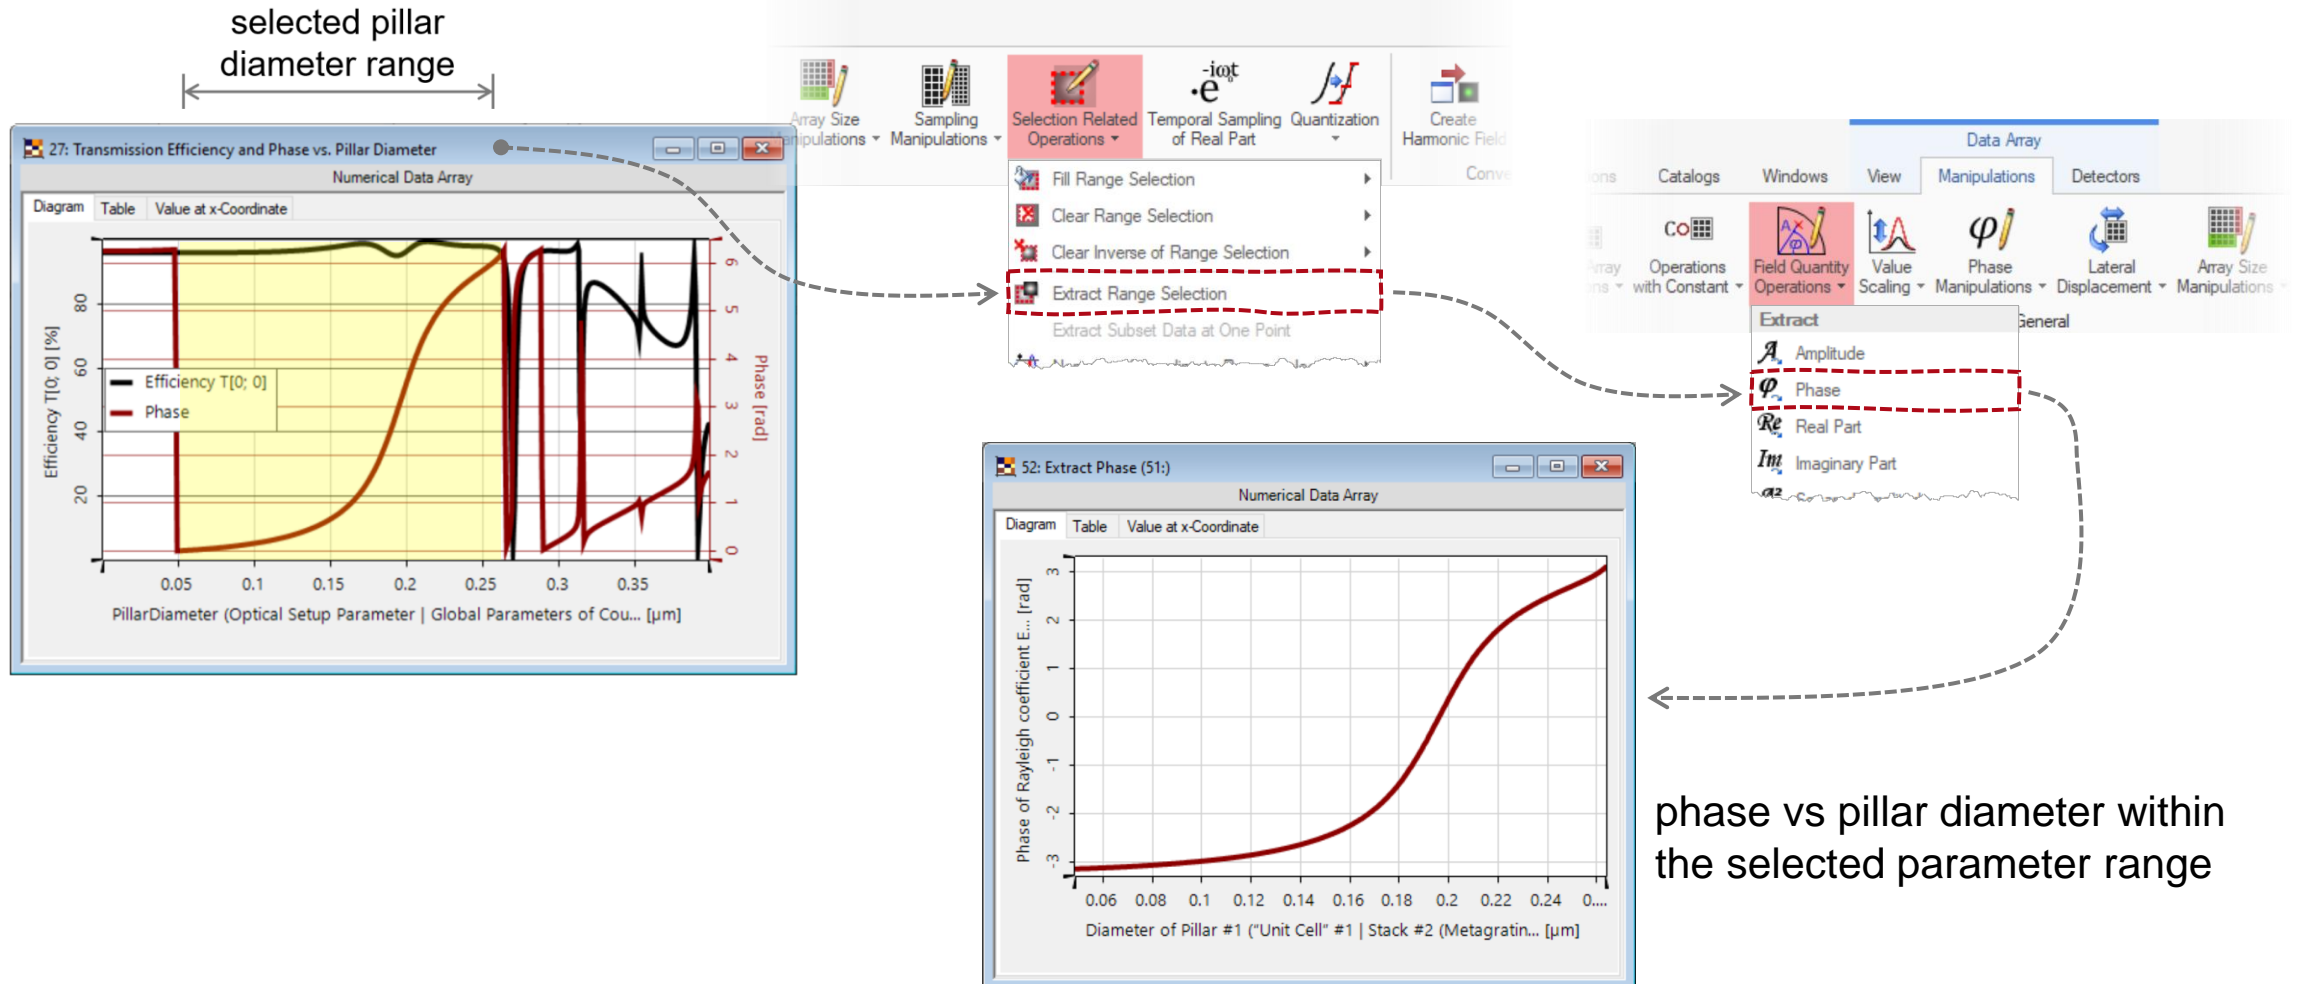 selected pillar
diameter range
27: Transmission Efficiency and Phase vs. Pillar Diameter
Numerical Data Array
Diagram Table Value at x-Coordinate
Efficiency T[0; 0] [%]
80
60
40
20
Efficiency T[0; 0]
Phase
6
5
4
3
2
1
0
Phase [rad]
0.05 0.1 0.15 0.2 0.25 0.3 0.35
PillarDiameter (Optical Setup Parameter | Global Parameters of Cou... [µm]
Array Size
Manipulations
Sampling
Manipulations
Selection Related
Operations
-iωt
·e
Temporal Sampling
of Real Part
Quantization
Create
Harmonic Field
Conve
Fill Range Selection
Clear Range Selection
Clear Inverse of Range Selection
Extract Range Selection
Extract Subset Data at One Point
Data Array
ons Catalogs Windows View Manipulations Detectors
Array
ns
Operations
with Constant
Field Quantity
Operations
Value
Scaling
Phase
Manipulations
Lateral
Displacement
Array Size
Manipulations
General
Extract
Amplitude
Phase
Real Part
Imaginary Part
52: Extract Phase (51:)
Numerical Data Array
Diagram Table Value at x-Coordinate
Phase of Rayleigh coefficient E... [rad]
3
2
1
0
-1
-2
-3
0.06 0.08 0.1 0.12 0.14 0.16 0.18 0.2 0.22 0.24 0....
Diameter of Pillar #1 ("Unit Cell" #1 | Stack #2 (Metagratin... [µm]
phase vs pillar diameter within
the selected parameter range